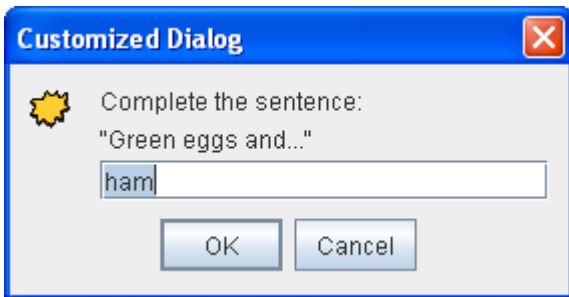 Customized Dialog
Complete the sentence:
"Green eggs and..."
ham
OK Cancel